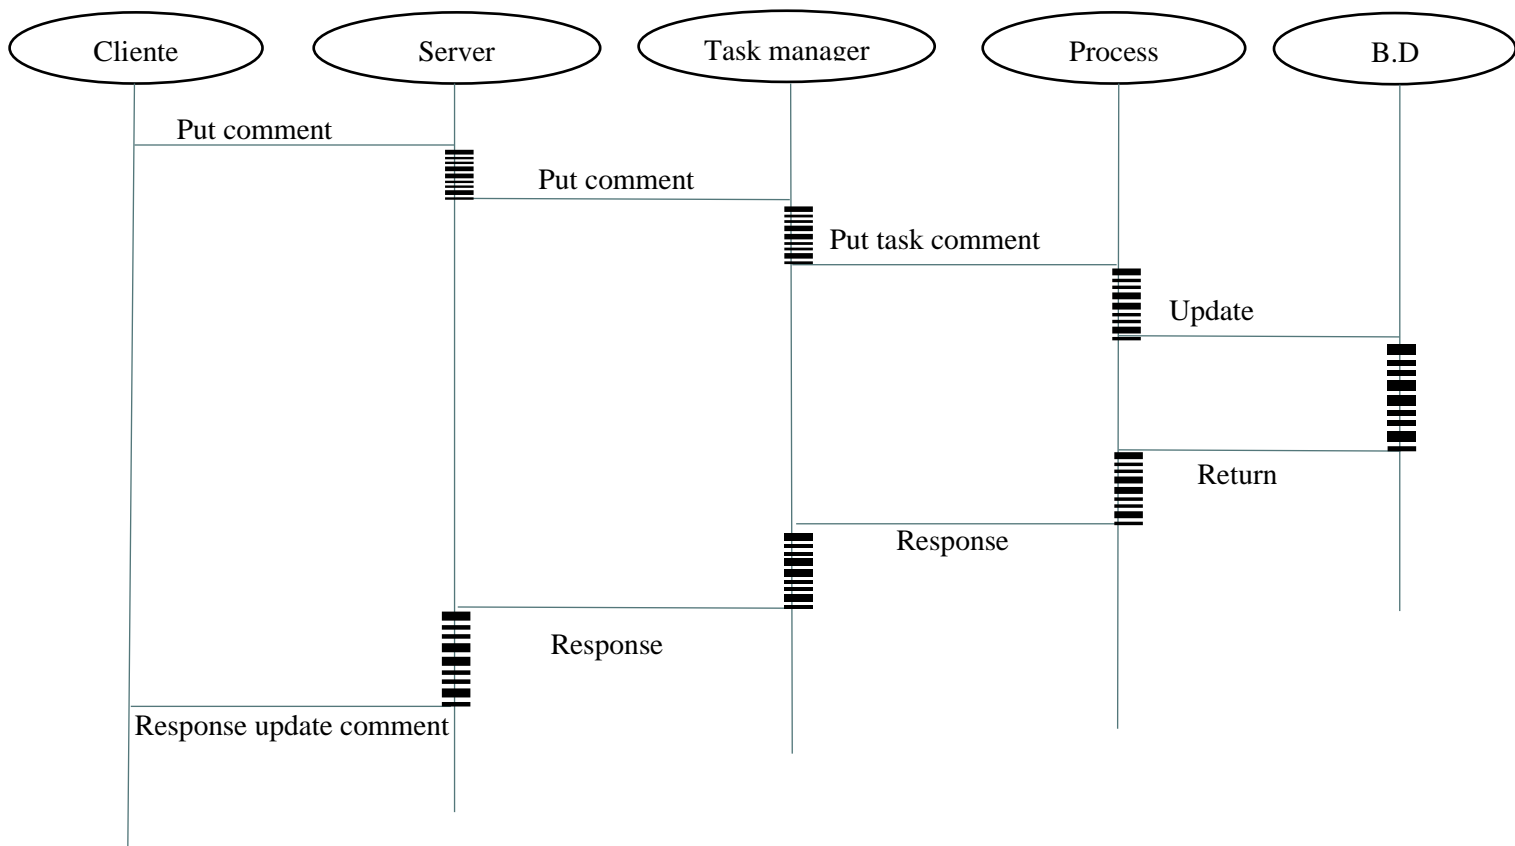 Cliente
Server
Task manager
Process
B.D
Put comment
Put comment
Put task comment
Update
Return
Response
Response
Response update comment